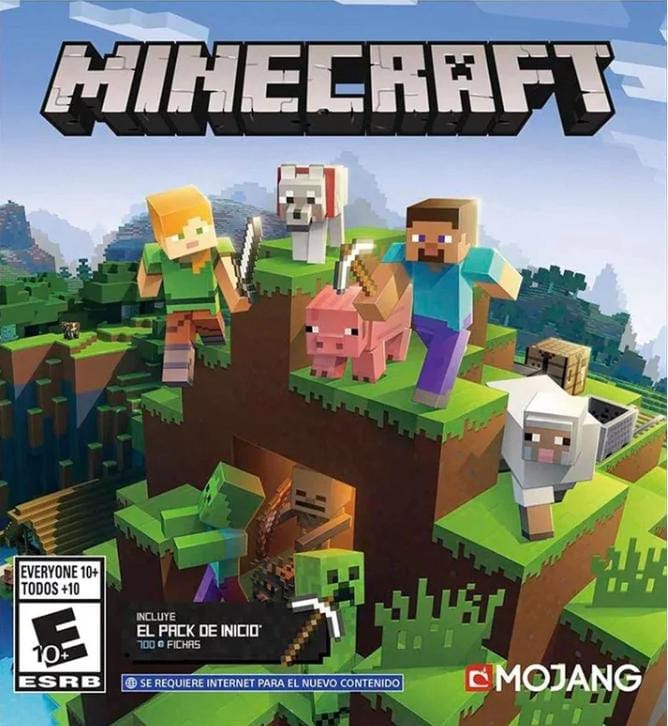 MINECRAFT
EVERYONE 10+
TODOS +10
E
10+
ESRB
INCLUYE
EL PACK DE INICIO*
700 FICHAS
SE REQUIERE INTERNET PARA EL NUEVO CONTENIDO
MOJANG